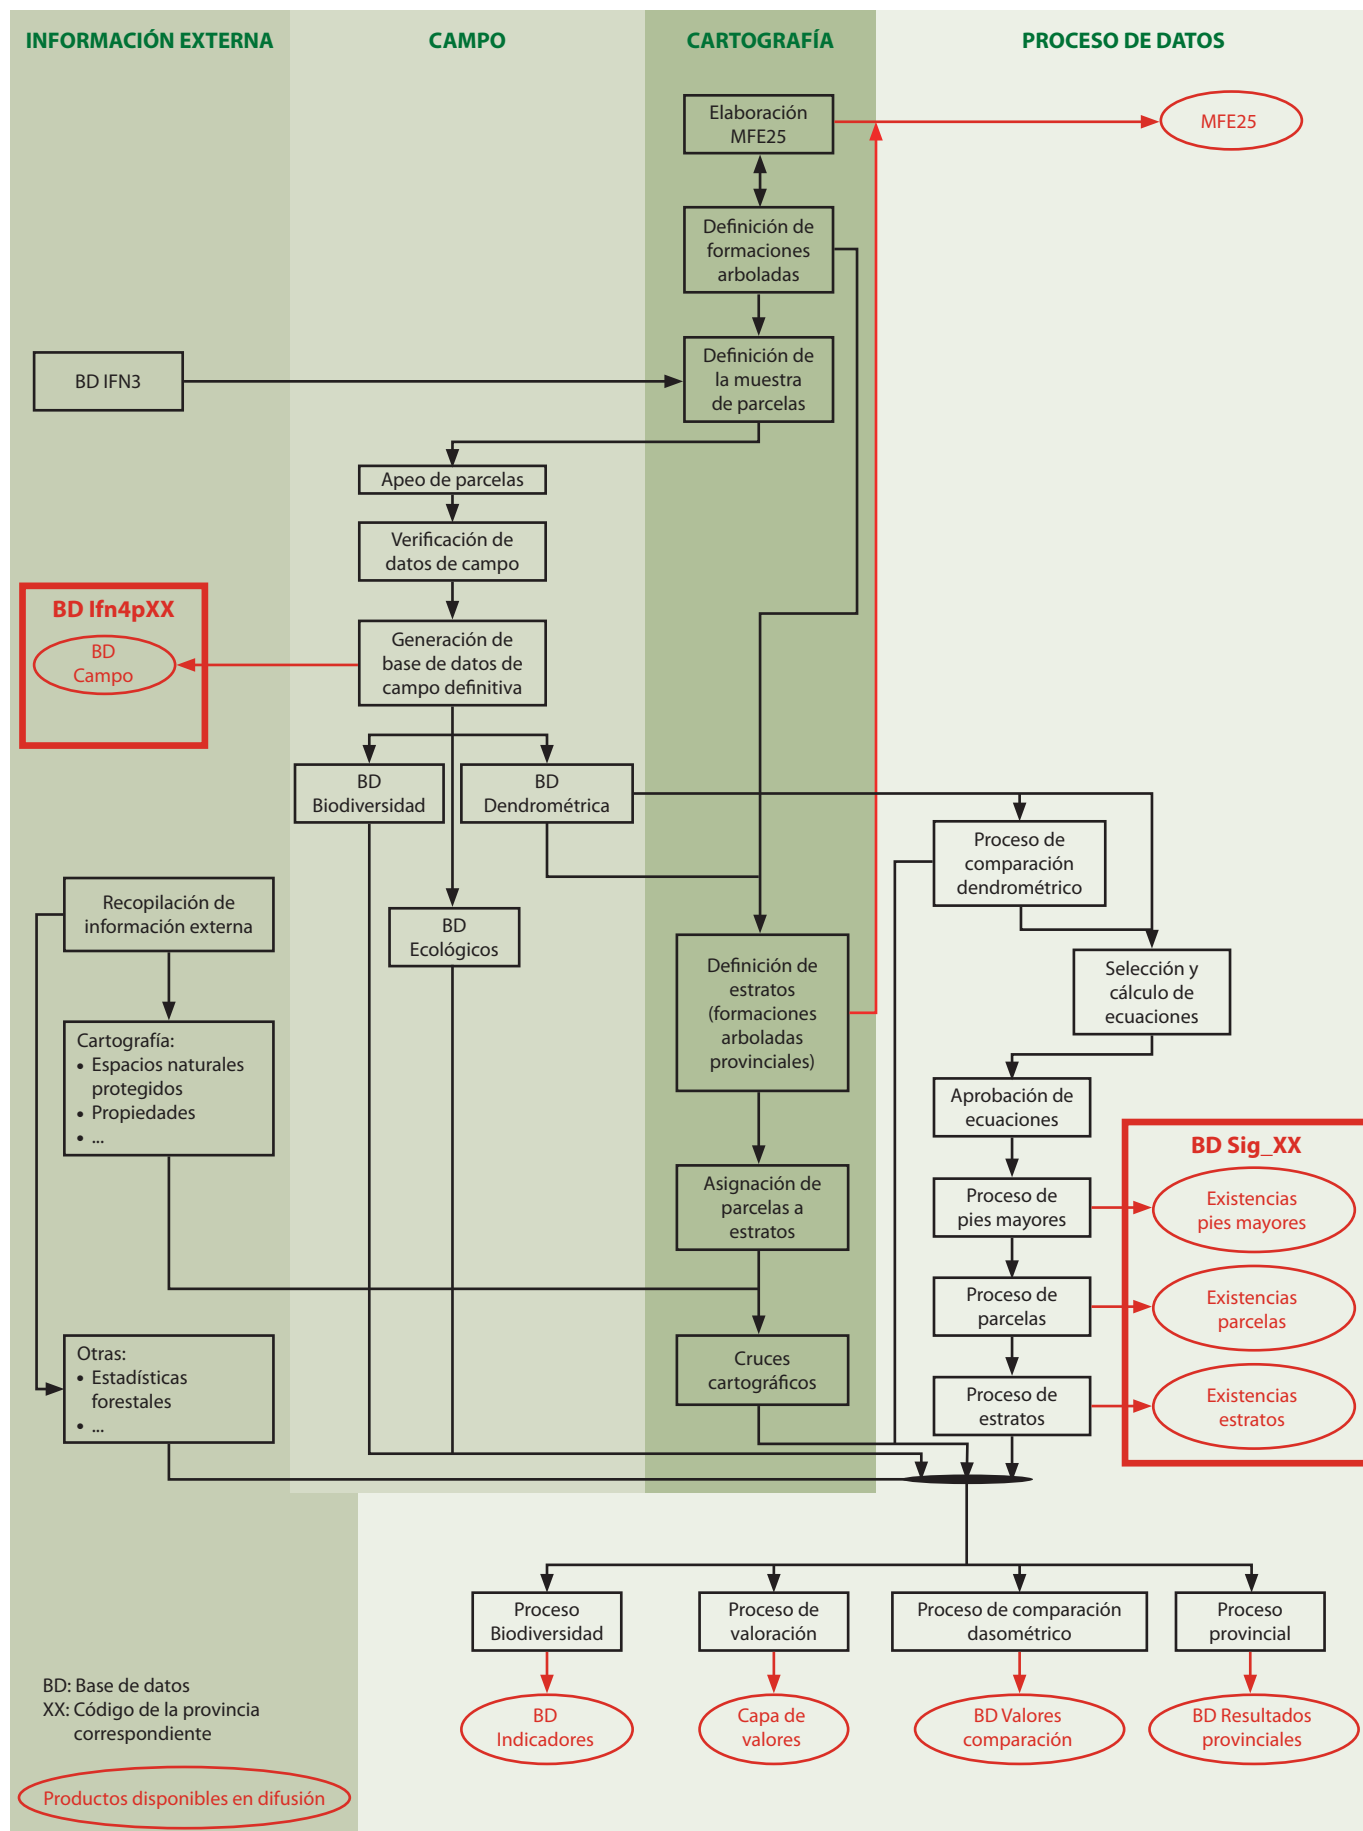 INFORMACIÓN EXTERNA
CAMPO
CARTOGRAFÍA
PROCESO DE DATOS
Elaboración
MFE25
MFE25
Definición de
formaciones
arboladas
BD IFN3
Definición de
la muestra
de parcelas
Apeo de parcelas
Verificación de
datos de campo
BD Ifn4pXX
BD
Campo
Generación de
base de datos de
campo definitiva
BD
Biodiversidad
BD
Dendrométrica
Proceso de
comparación
dendrométrico
Recopilación de
información externa
BD
Ecológicos
Definición de
estratos
(formaciones
arboladas
provinciales)
Selección y
cálculo de
ecuaciones
Cartografía:
• Espacios naturales
protegidos
• Propiedades
• ...
Aprobación de
ecuaciones
BD Sig_XX
Asignación de
parcelas a
estratos
Proceso de
pies mayores
Existencias
pies mayores
Proceso de
parcelas
Existencias
parcelas
Otras:
• Estadísticas
forestales
• ...
Cruces
cartográficos
Proceso de
estratos
Existencias
estratos
Proceso
Biodiversidad
Proceso de
valoración
Proceso de comparación
dasométrico
Proceso
provincial
BD: Base de datos
XX: Código de la provincia
correspondiente
BD
Indicadores
Capa de
valores
BD Valores
comparación
BD Resultados
provinciales
Productos disponibles en difusión